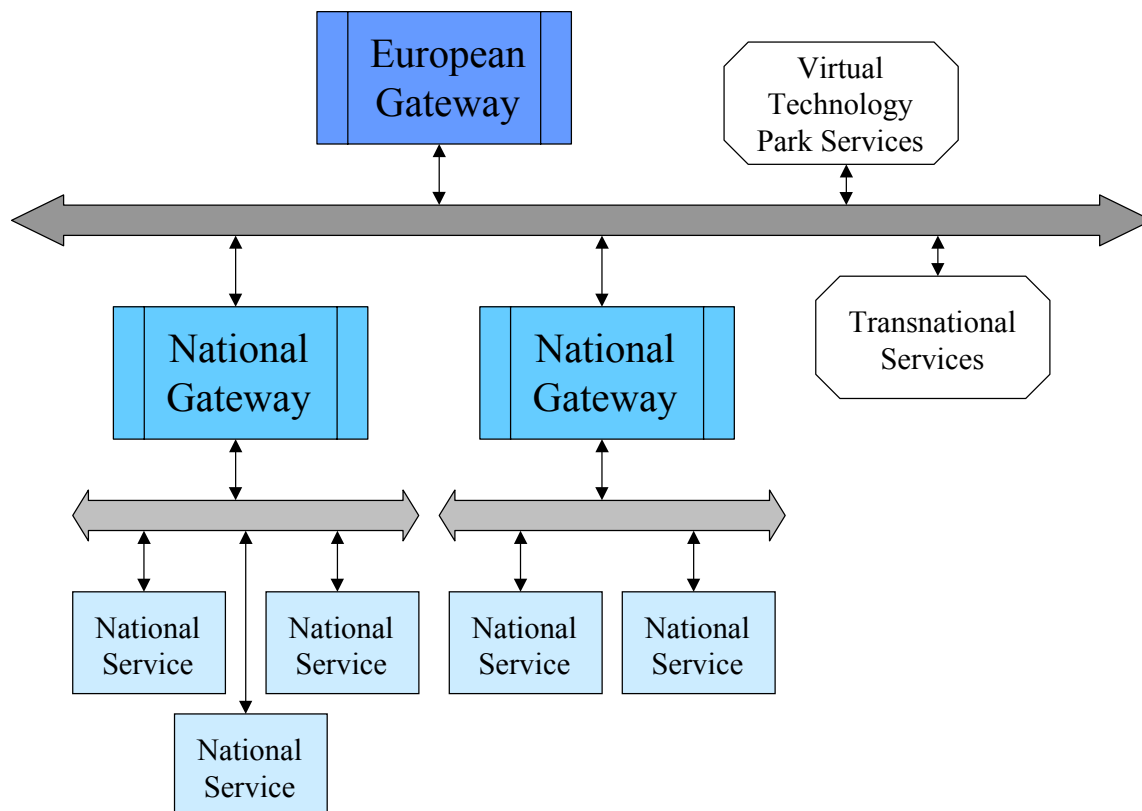 European
Gateway
Virtual
Technology
Park Services
National
Gateway
National
Gateway
Transnational
Services
National
Service
National
Service
National
Service
National
Service
National
Service